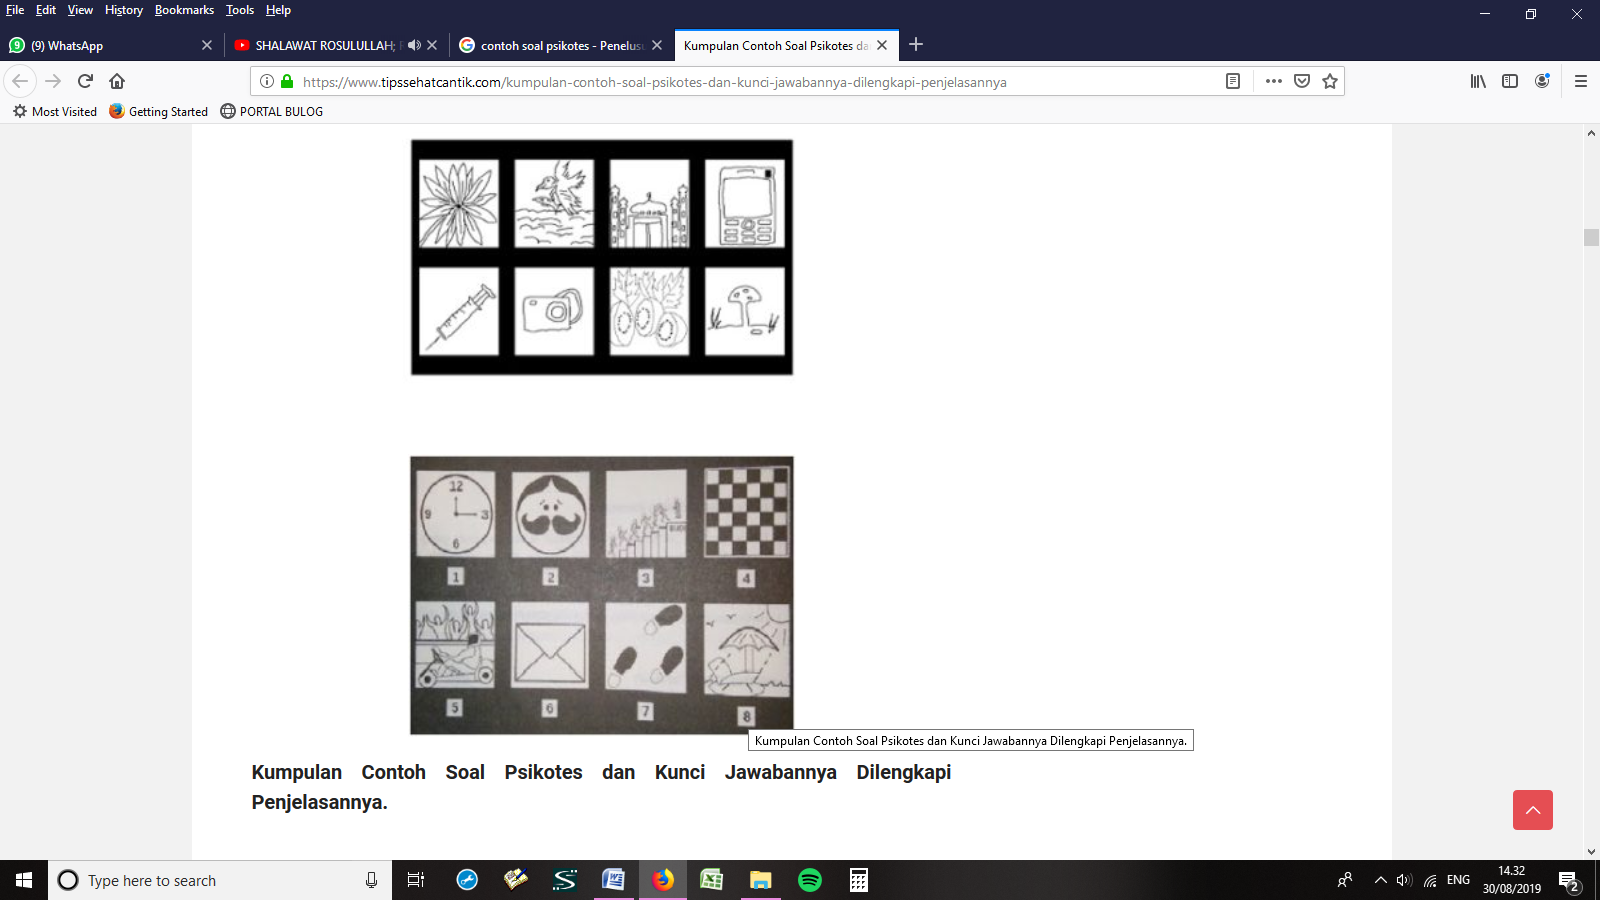 File Edit View History Bookmarks Tools Help
(9) WhatsApp
SHALAWAT ROSULULLAH;
contoh soal psikotes - Penelus
Kumpulan Contoh Soal Psikotes da
https://www.tipssehatcantik.com/kumpulan-contoh-soal-psikotes-dan-kunci-jawabannya-dilengkapi-penjelasannya
Most Visited Getting Started PORTAL BULOG
12
9 3
6
1 2 3 4
5 6 7 8
Kumpulan Contoh Soal Psikotes dan Kunci Jawabannya Dilengkapi Penjelasannya.
Kumpulan Contoh Soal Psikotes dan Kunci Jawabannya Dilengkapi
Penjelasannya.
Type here to search
ENG
14.32
30/08/2019
2